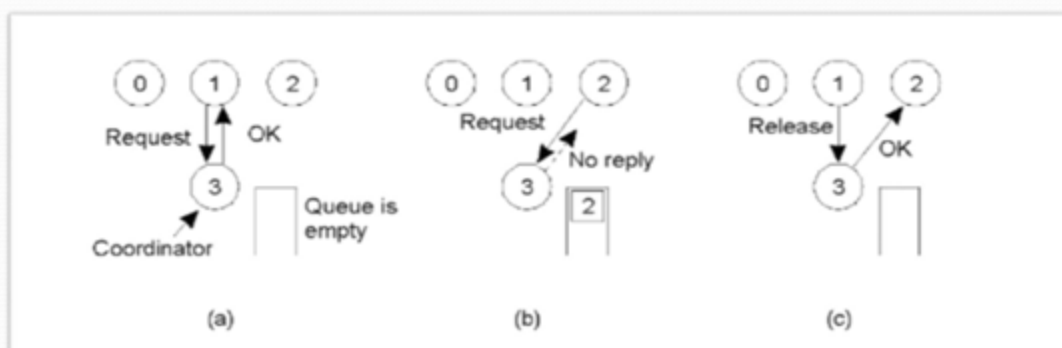 0 1 2
Request OK
3
Queue is
empty
Coordinator
(a)
0 1 2
Request
No reply
3
2
(b)
0 1 2
Release
OK
3
(c)